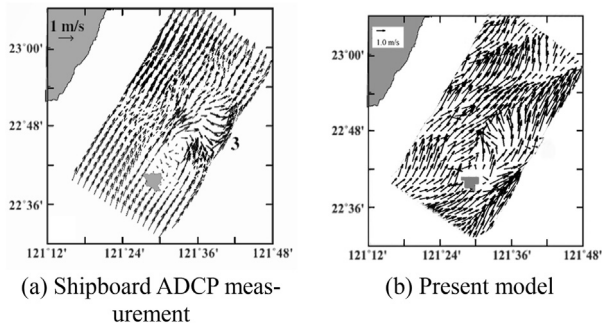 1 m/s
23°00'
22°48'
22°36'
3
121°12' 121°24' 121°36' 121°48'
(a) Shipboard ADCP meas-
urement
1.0 m/s
23°00'
22°48'
22°36'
121°12' 121°24' 121°36' 121°48'
(b) Present model